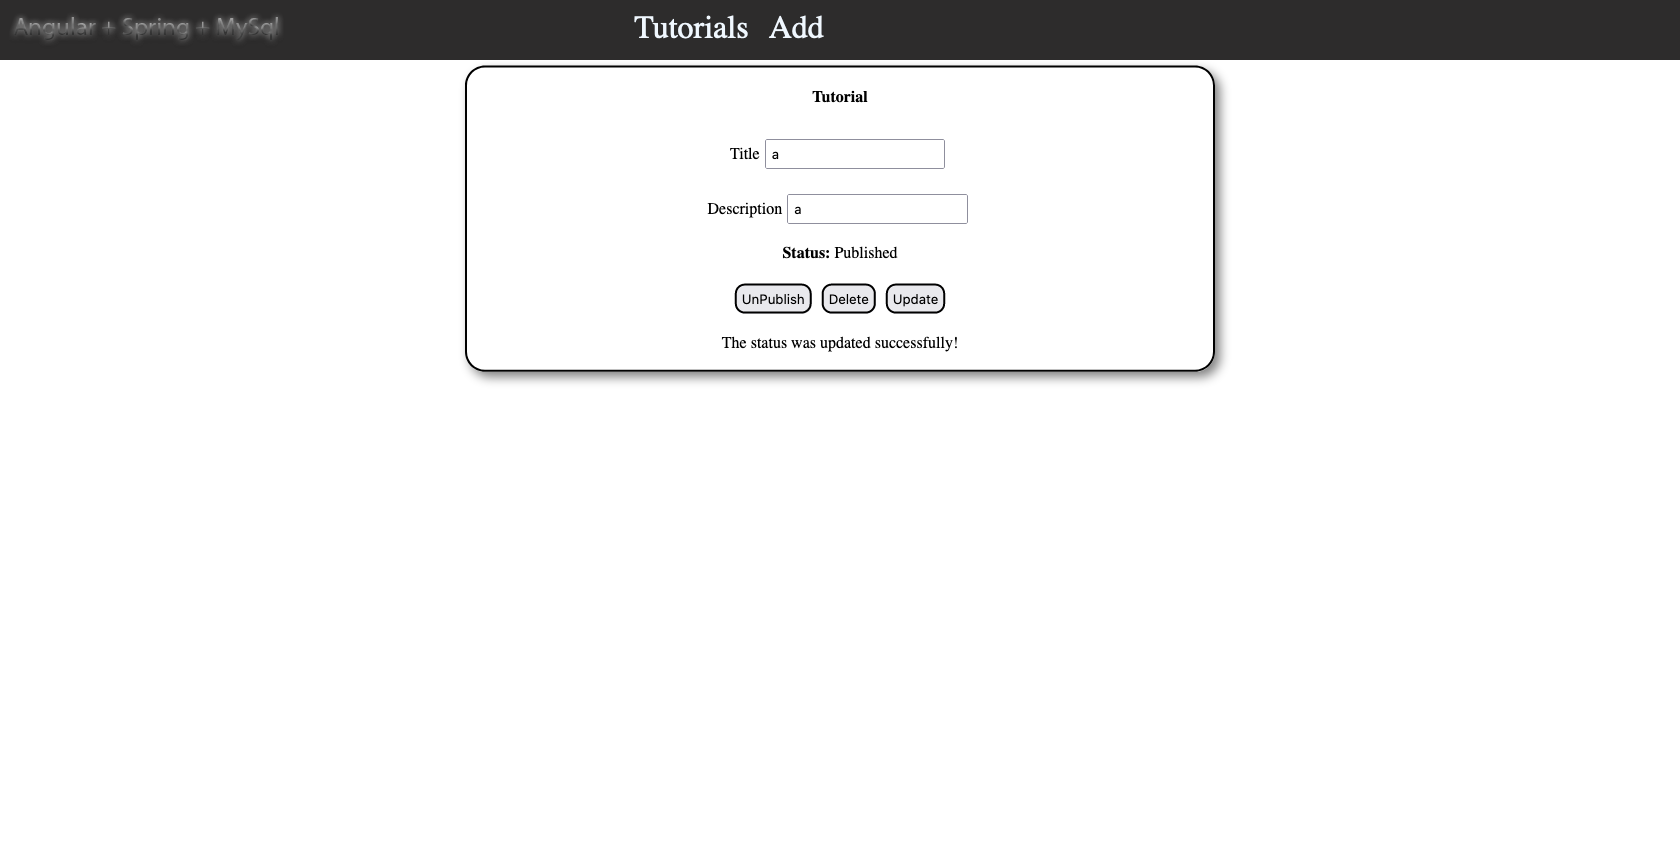 Angular + Spring + MySql
Tutorials Add
Tutorial
Title a
Description a
Status: Published
UnPublish Delete Update
The status was updated successfully!